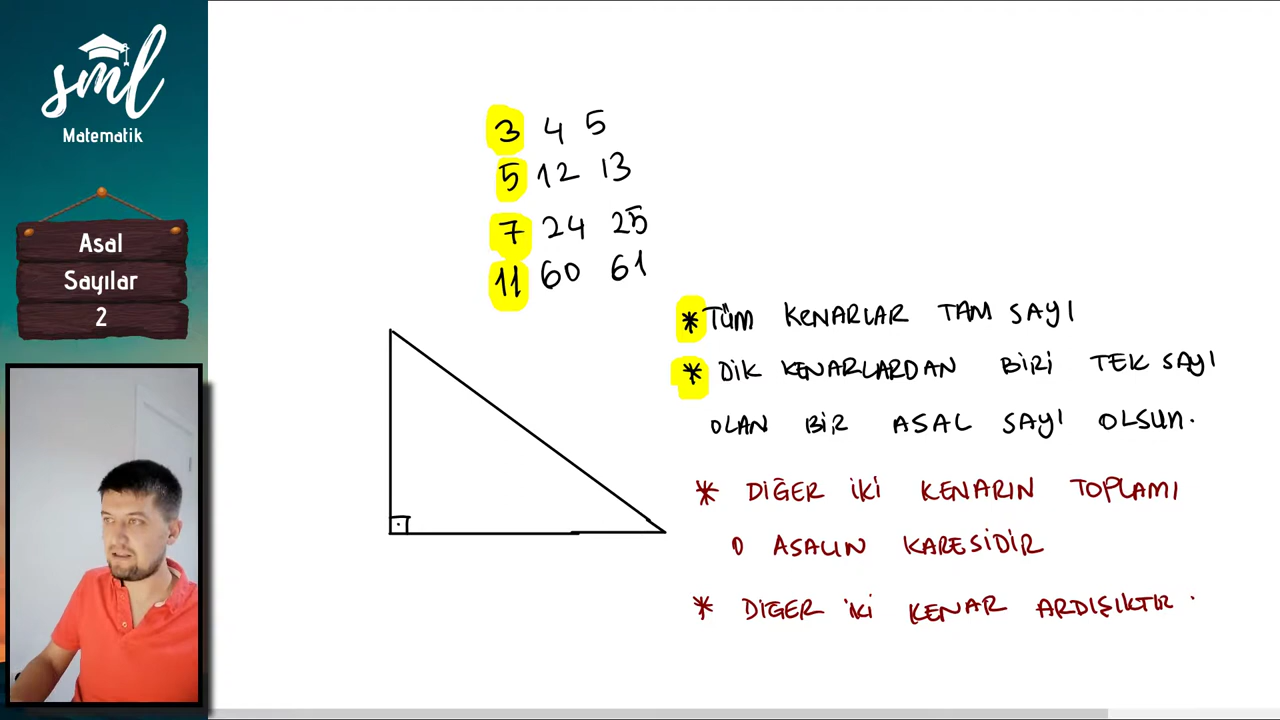 sml
Matematik
Asal
Sayılar
2
3 4 5
5 12 13
7 24 25
11 60 61
* TÜM KENARLAR TAM SAYI
* DİK KENARLARDAN BİRİ TEK SAYI
OLAN BİR ASAL SAYI OLSUN.
* DİĞER İKİ KENARIN TOPLAMI
O ASALIN KARESİDİR
* DİĞER İKİ KENAR ARDIŞIKTIR.